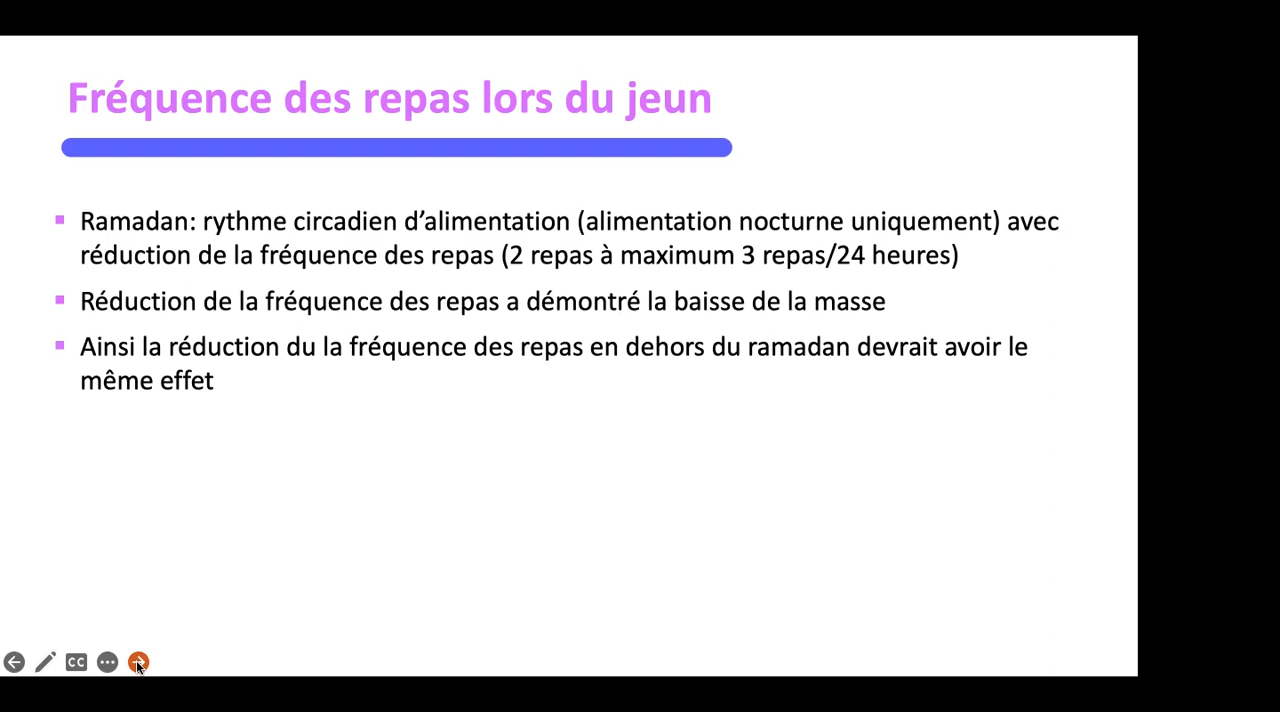 Fréquence des repas lors du jeun
Ramadan: rythme circadien d’alimentation (alimentation nocturne uniquement) avec
réduction de la fréquence des repas (2 repas à maximum 3 repas/24 heures)
Réduction de la fréquence des repas a démontré la baisse de la masse
Ainsi la réduction du la fréquence des repas en dehors du ramadan devrait avoir le
même effet
CC